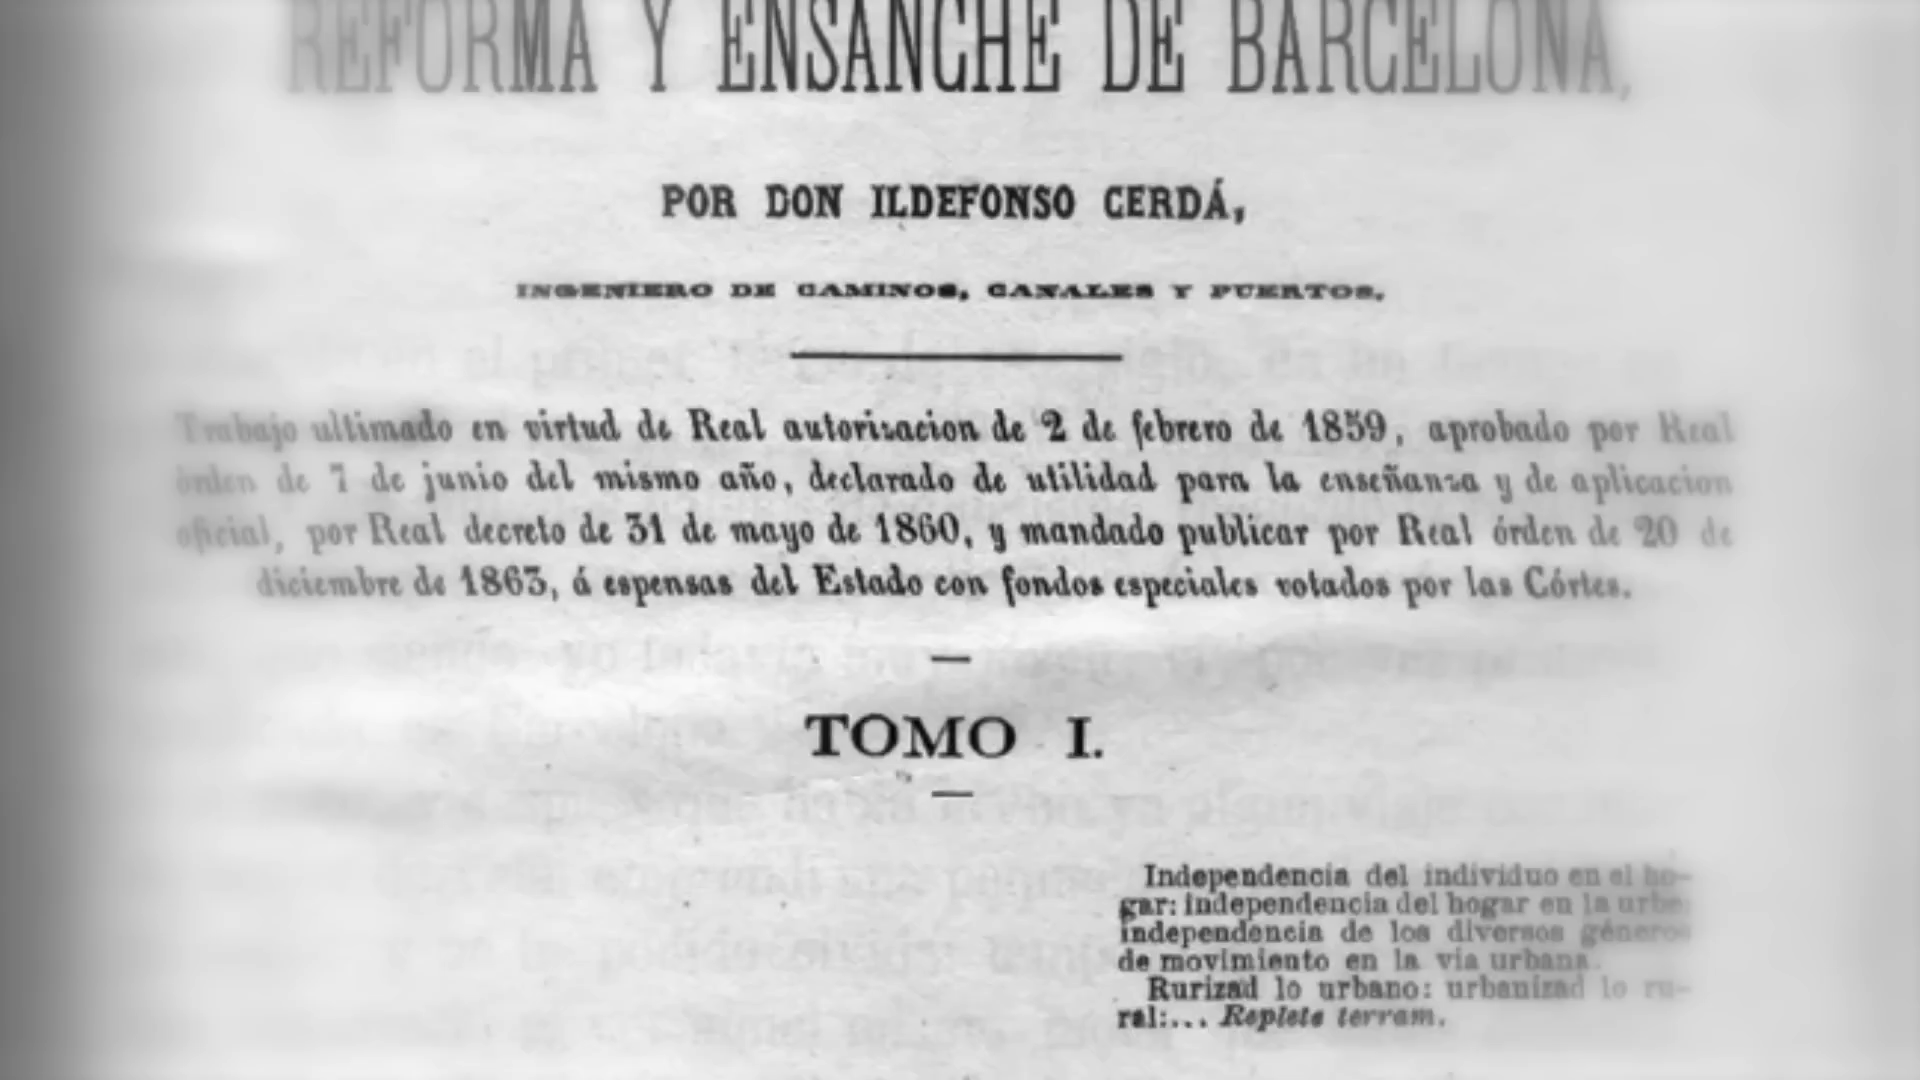 REFORMA Y ENSANCHE DE BARCELONA,
POR DON ILDEFONSO CERDÁ,
INGENIERO DE CAMINOS, CANALES Y PUERTOS.
Trabajo ultimado en virtud de Real autorizacion de 2 de febrero de 1859, aprobado por Real
órden de 7 de junio del mismo año, declarado de utilidad para la enseñanza y de aplicacion
oficial, por Real decreto de 31 de mayo de 1860, y mandado publicar por Real órden de 20 de
diciembre de 1863, á espensas del Estado con fondos especiales votados por las Córtes.
TOMO I.
Independencia del individuo en el ho-
gar: independencia del hogar en la urbe:
independencia de los diversos géneros
de movimiento en la via urbana.
Rurizad lo urbano: urbanizad lo ru-
ral:... Replete terram.